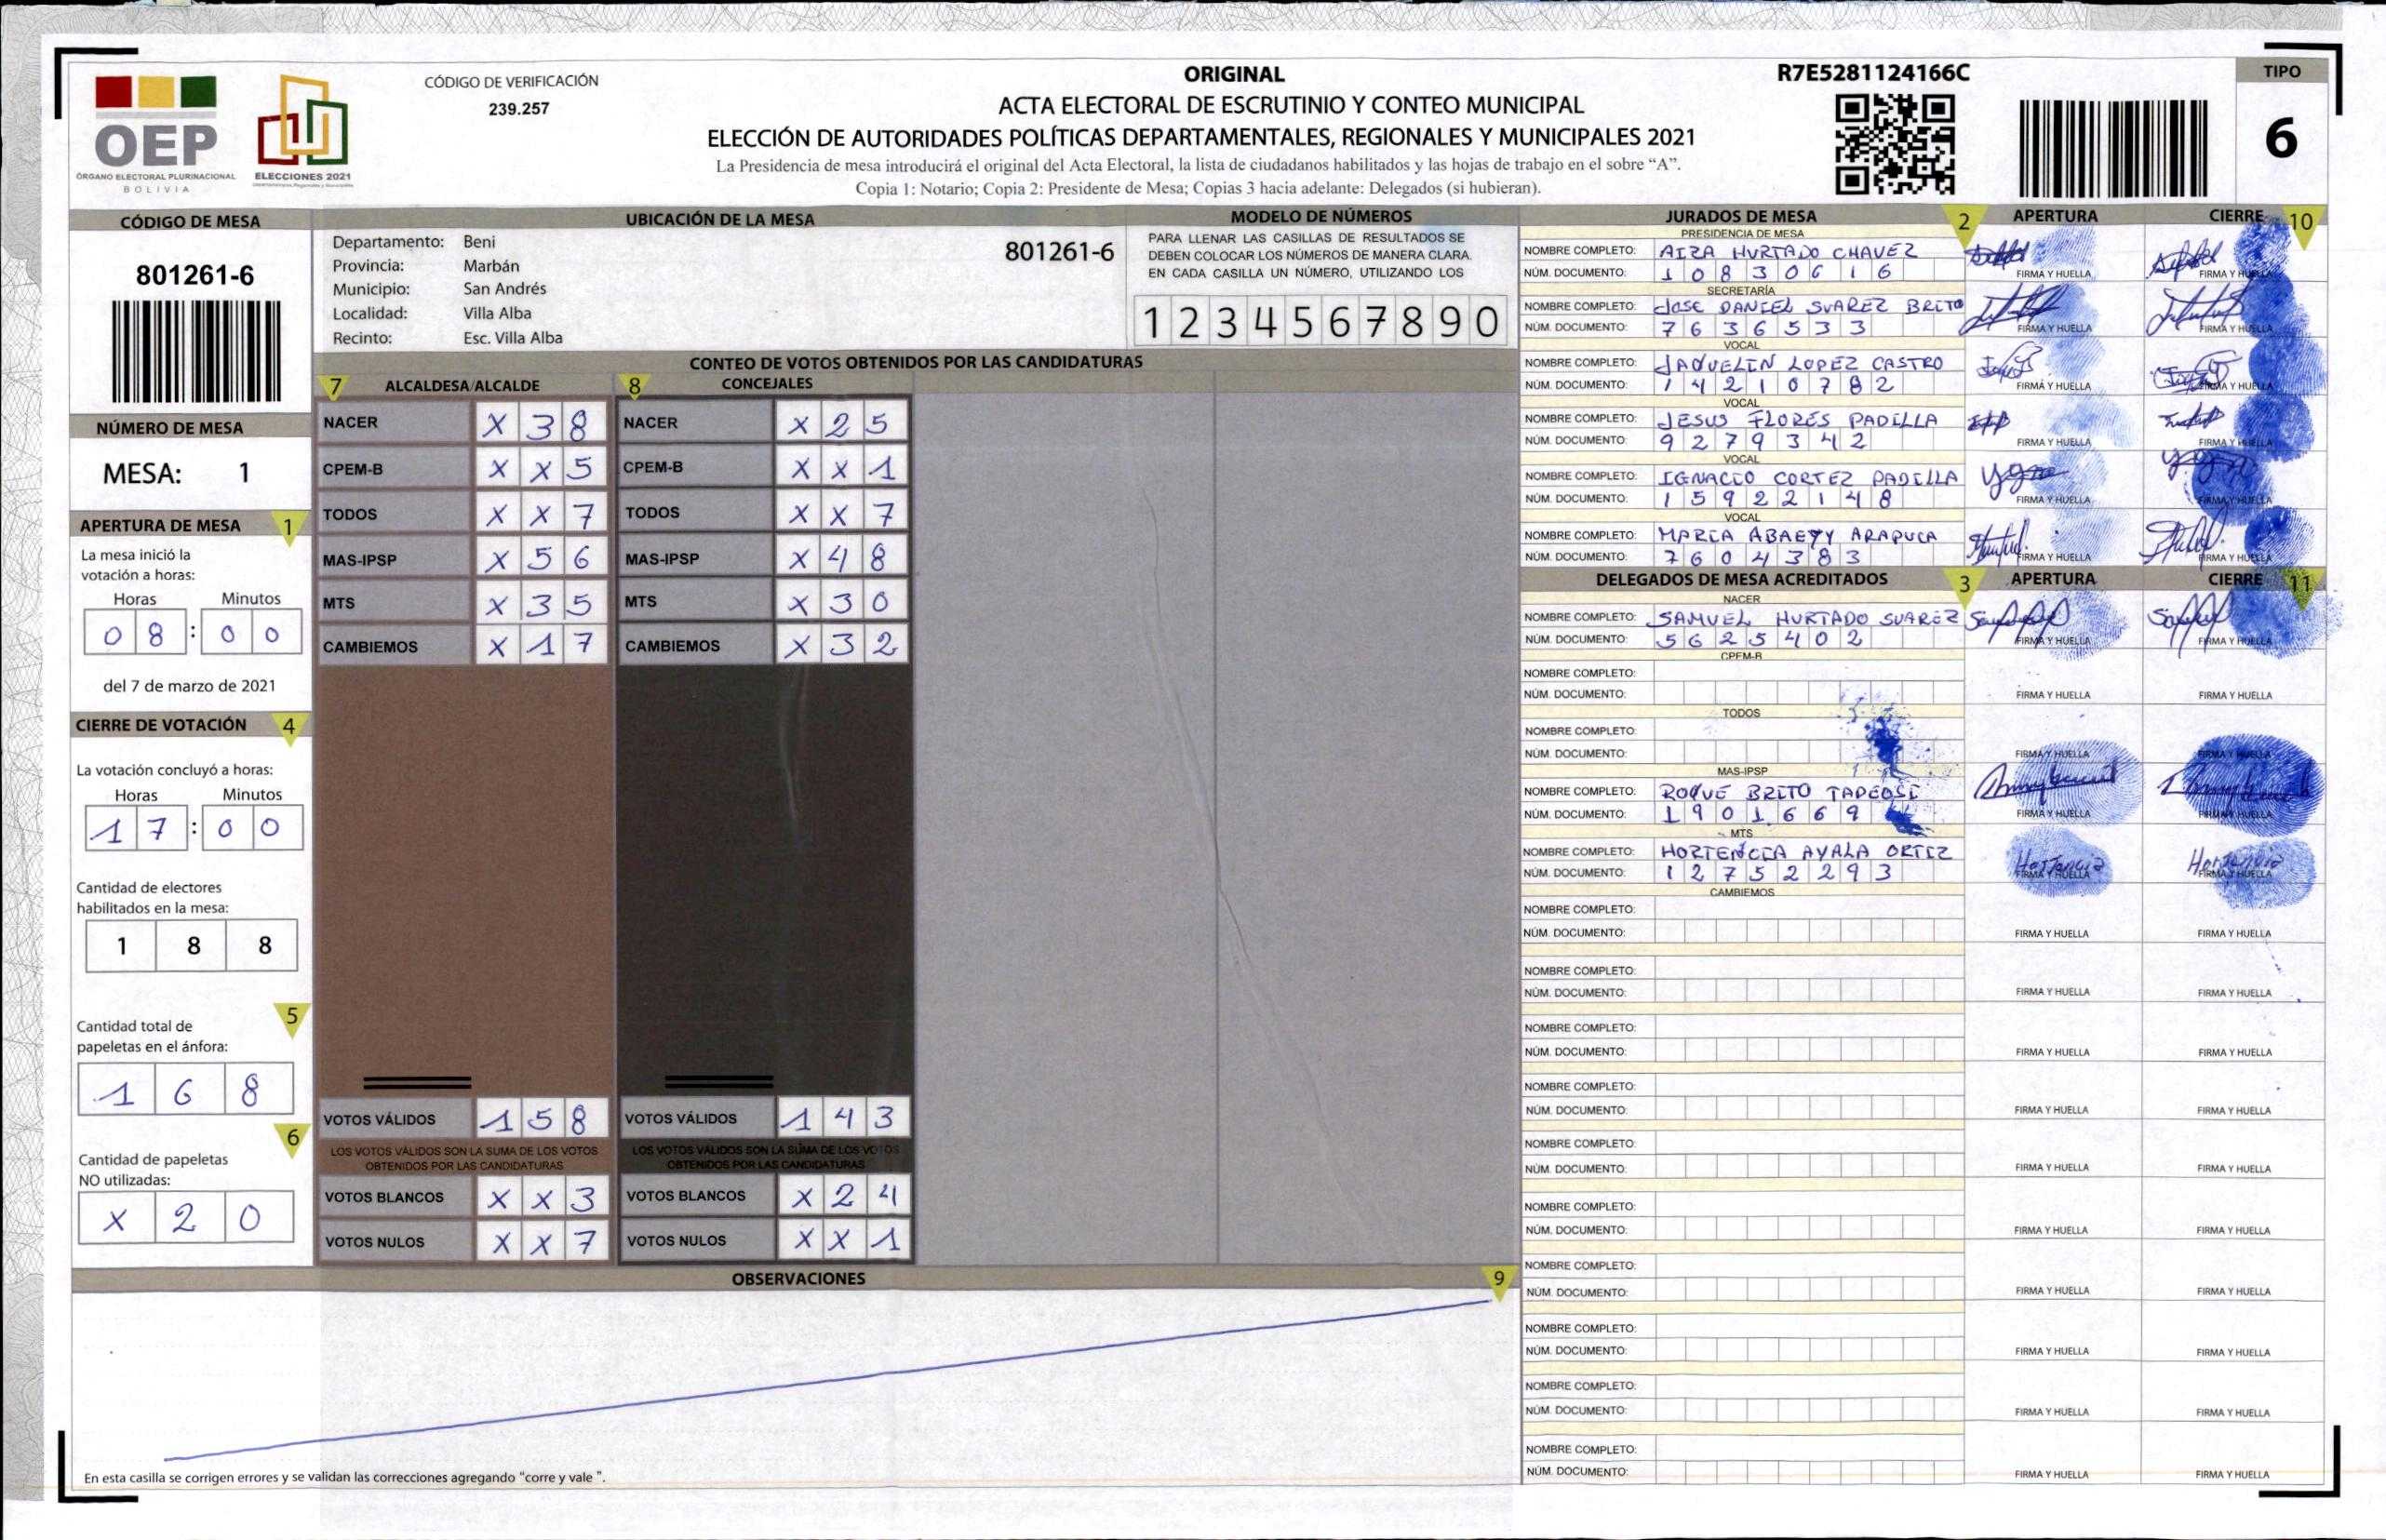 ORIGINAL
R7E5281124166C
TIPO
6
CÓDIGO DE VERIFICACIÓN
239.257
ACTA ELECTORAL DE ESCRUTINIO Y CONTEO MUNICIPAL
ELECCIÓN DE AUTORIDADES POLÍTICAS DEPARTAMENTALES, REGIONALES Y MUNICIPALES 2021
La Presidencia de mesa introducirá el original del Acta Electoral, la lista de ciudadanos habilitados y las hojas de trabajo en el sobre “A”.
Copia 1: Notario; Copia 2: Presidente de Mesa; Copias 3 hacia adelante: Delegados (si hubieran).
OEP
ÓRGANO ELECTORAL PLURINACIONAL
BOLIVIA
ELECCIONES 2021
CÓDIGO DE MESA
801261-6
NÚMERO DE MESA
MESA: 1
APERTURA DE MESA 1
La mesa inició la
votación a horas:
Horas Minutos
0 8 : 0 0
del 7 de marzo de 2021
CIERRE DE VOTACIÓN 4
La votación concluyó a horas:
Horas Minutos
1 7 : 0 0
Cantidad de electores
habilitados en la mesa:
1 8 8
5
Cantidad total de
papeletas en el ánfora:
1 6 8
6
Cantidad de papeletas
NO utilizadas:
X 2 0
UBICACIÓN DE LA MESA
Departamento: Beni
801261-6
Provincia: Marbán
Municipio: San Andrés
Localidad: Villa Alba
Recinto: Esc. Villa Alba
MODELO DE NÚMEROS
PARA LLENAR LAS CASILLAS DE RESULTADOS SE
DEBEN COLOCAR LOS NÚMEROS DE MANERA CLARA.
EN CADA CASILLA UN NÚMERO, UTILIZANDO LOS
1 2 3 4 5 6 7 8 9 0
CONTEO DE VOTOS OBTENIDOS POR LAS CANDIDATURAS
7 ALCALDESA/ALCALDE
NACER X 3 8
CPEM-B X X 5
TODOS X X 7
MAS-IPSP X 5 6
MTS X 3 5
CAMBIEMOS X 1 7
VOTOS VÁLIDOS 1 5 8
LOS VOTOS VÁLIDOS SON LA SUMA DE LOS VOTOS
OBTENIDOS POR LAS CANDIDATURAS
VOTOS BLANCOS X X 3
VOTOS NULOS X X 7
8 CONCEJALES
NACER X 2 5
CPEM-B X X 1
TODOS X X 7
MAS-IPSP X 4 8
MTS X 3 0
CAMBIEMOS X 3 2
VOTOS VÁLIDOS 1 4 3
LOS VOTOS VÁLIDOS SON LA SUMA DE LOS VOTOS
OBTENIDOS POR LAS CANDIDATURAS
VOTOS BLANCOS X 2 4
VOTOS NULOS X X 1
OBSERVACIONES 9
En esta casilla se corrigen errores y se validan las correcciones agregando “corre y vale ”.
JURADOS DE MESA 2 APERTURA CIERRE 10
PRESIDENCIA DE MESA
NOMBRE COMPLETO: AIZA HURTADO CHAVEZ
NÚM. DOCUMENTO: 1 0 8 3 0 6 1 6 FIRMA Y HUELLA FIRMA Y HUELLA
SECRETARÍA
NOMBRE COMPLETO: JOSE DANIEL SUAREZ BRITO
NÚM. DOCUMENTO: 7 6 3 6 5 3 3 FIRMA Y HUELLA FIRMA Y HUELLA
VOCAL
NOMBRE COMPLETO: JAQUELIN LOPEZ CASTRO
NÚM. DOCUMENTO: 1 4 2 1 0 7 8 2 FIRMA Y HUELLA FIRMA Y HUELLA
VOCAL
NOMBRE COMPLETO: JESUS FLORES PADILLA
NÚM. DOCUMENTO: 9 2 7 9 3 4 2 FIRMA Y HUELLA FIRMA Y HUELLA
VOCAL
NOMBRE COMPLETO: IGNACIO CORTEZ PADILLA
NÚM. DOCUMENTO: 1 5 9 2 2 1 4 8 FIRMA Y HUELLA FIRMA Y HUELLA
VOCAL
NOMBRE COMPLETO: MARIA ABAETY ARAPUCA
NÚM. DOCUMENTO: 7 6 0 4 3 8 3 FIRMA Y HUELLA FIRMA Y HUELLA
DELEGADOS DE MESA ACREDITADOS 3 APERTURA CIERRE 11
NACER
NOMBRE COMPLETO: SAMUEL HURTADO SUAREZ
NÚM. DOCUMENTO: 5 6 2 5 4 0 2 FIRMA Y HUELLA FIRMA Y HUELLA
CPEM-B
NOMBRE COMPLETO:
NÚM. DOCUMENTO: FIRMA Y HUELLA FIRMA Y HUELLA
TODOS
NOMBRE COMPLETO:
NÚM. DOCUMENTO: FIRMA Y HUELLA FIRMA Y HUELLA
MAS-IPSP
NOMBRE COMPLETO: ROQUE BRITO TADEOSI
NÚM. DOCUMENTO: 1 9 0 1 6 6 9 FIRMA Y HUELLA FIRMA Y HUELLA
MTS
NOMBRE COMPLETO: HORTENCIA AYALA ORTIZ
NÚM. DOCUMENTO: 1 2 7 5 2 2 9 3 Hortencia FIRMA Y HUELLA Hortencia FIRMA Y HUELLA
CAMBIEMOS
NOMBRE COMPLETO:
NÚM. DOCUMENTO: FIRMA Y HUELLA FIRMA Y HUELLA
NOMBRE COMPLETO:
NÚM. DOCUMENTO: FIRMA Y HUELLA FIRMA Y HUELLA
NOMBRE COMPLETO:
NÚM. DOCUMENTO: FIRMA Y HUELLA FIRMA Y HUELLA
NOMBRE COMPLETO:
NÚM. DOCUMENTO: FIRMA Y HUELLA FIRMA Y HUELLA
NOMBRE COMPLETO:
NÚM. DOCUMENTO: FIRMA Y HUELLA FIRMA Y HUELLA
NOMBRE COMPLETO:
NÚM. DOCUMENTO: FIRMA Y HUELLA FIRMA Y HUELLA
NOMBRE COMPLETO:
NÚM. DOCUMENTO: FIRMA Y HUELLA FIRMA Y HUELLA
NOMBRE COMPLETO:
NÚM. DOCUMENTO: FIRMA Y HUELLA FIRMA Y HUELLA
NOMBRE COMPLETO:
NÚM. DOCUMENTO: FIRMA Y HUELLA FIRMA Y HUELLA
NOMBRE COMPLETO:
NÚM. DOCUMENTO: FIRMA Y HUELLA FIRMA Y HUELLA